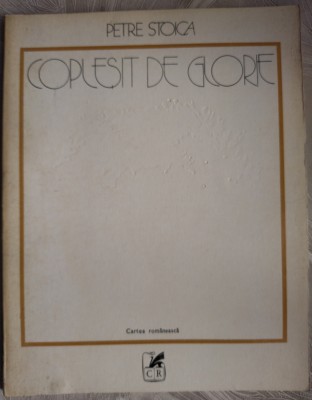 PETRE STOICA
COPLEȘIT DE GLORIE
Cartea românească
CR